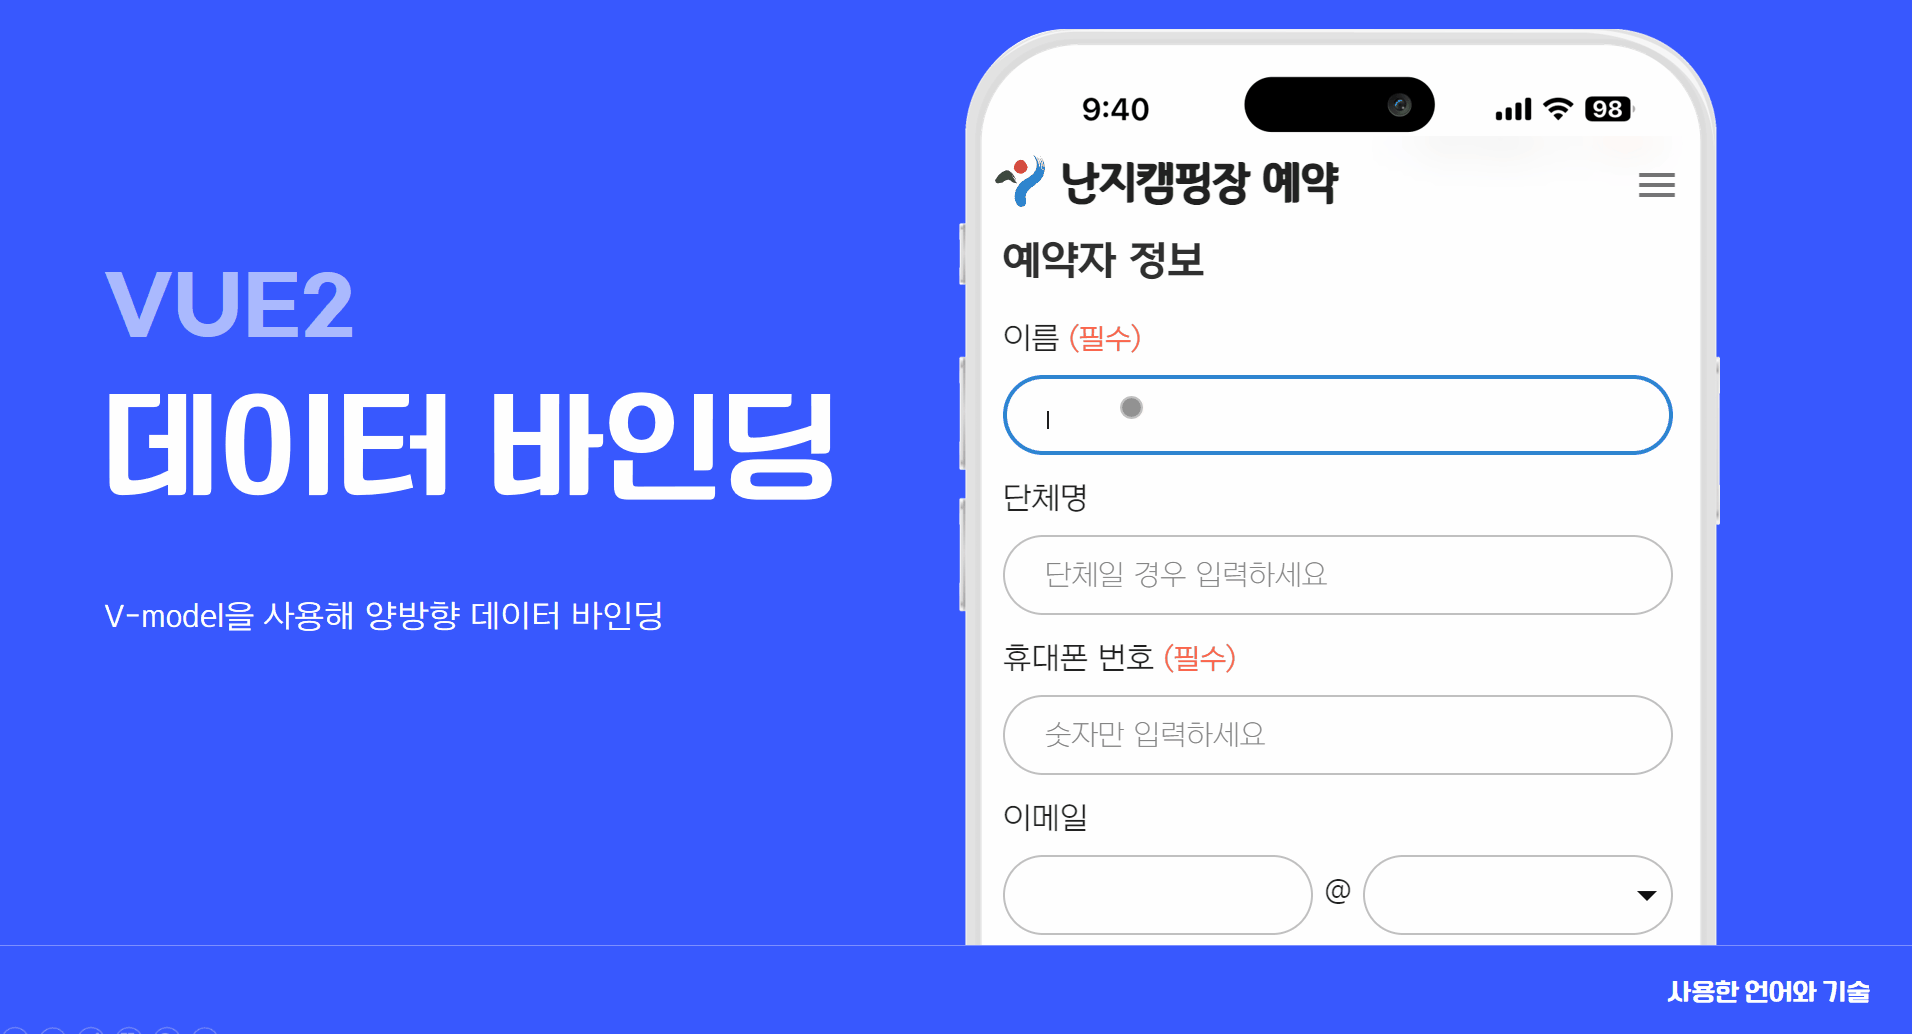 VUE2
데이터 바인딩
V-model을 사용해 양방향 데이터 바인딩
9:40
98
난지캠핑장 예약
예약자 정보
이름 (필수)
단체명
단체일 경우 입력하세요
휴대폰 번호 (필수)
숫자만 입력하세요
이메일
@
사용한 언어와 기술